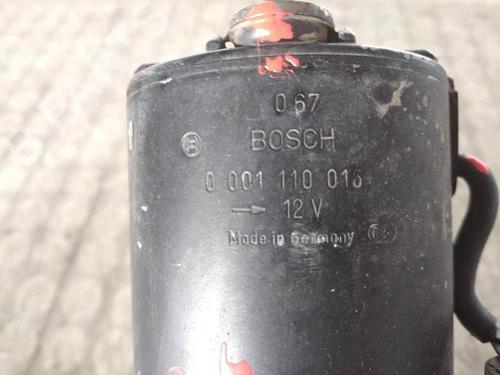 067
BOSCH
0 001 110 016
→ 12 V
Made in Germany